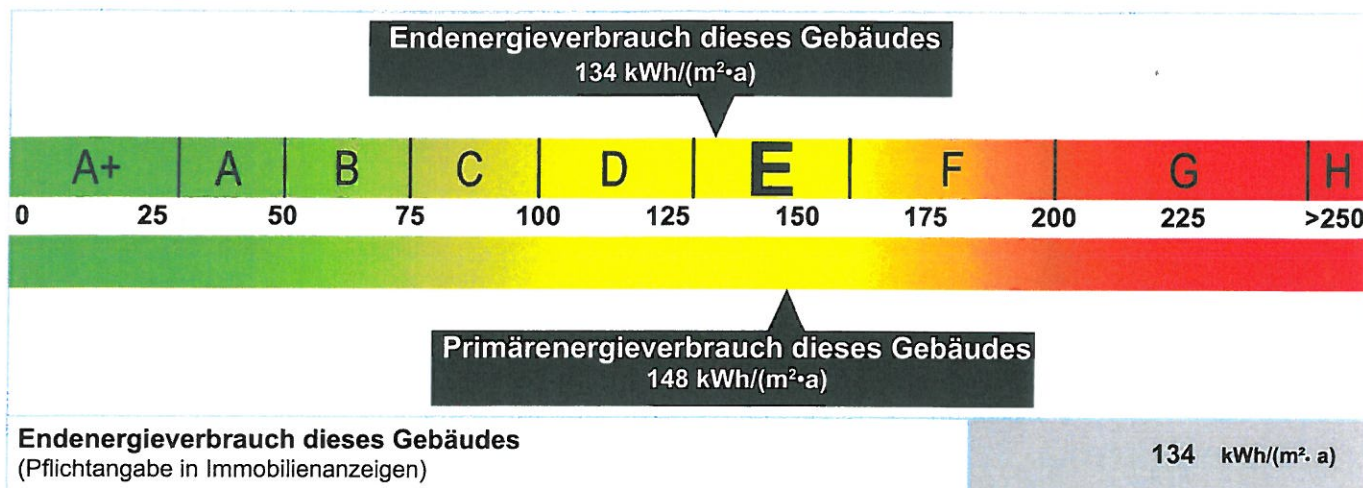 Endenergieverbrauch dieses Gebäudes
134 kWh/(m²•a)
A+ A B C D E F G H
0 25 50 75 100 125 150 175 200 225 >250
Primärenergieverbrauch dieses Gebäudes
148 kWh/(m²•a)
Endenergieverbrauch dieses Gebäudes
(Pflichtangabe in Immobilienanzeigen)
134 kWh/(m²• a)